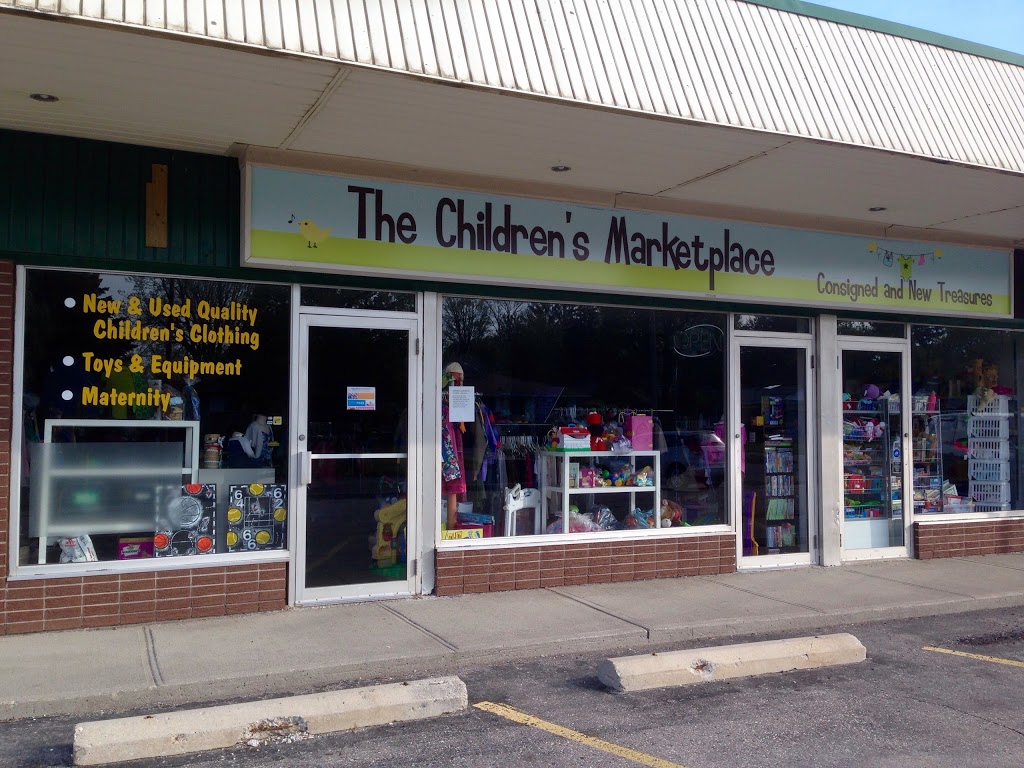 The Children's Marketplace
Consigned and New Treasures
• New & Used Quality
Children's Clothing
• Toys & Equipment
• Maternity
OPEN